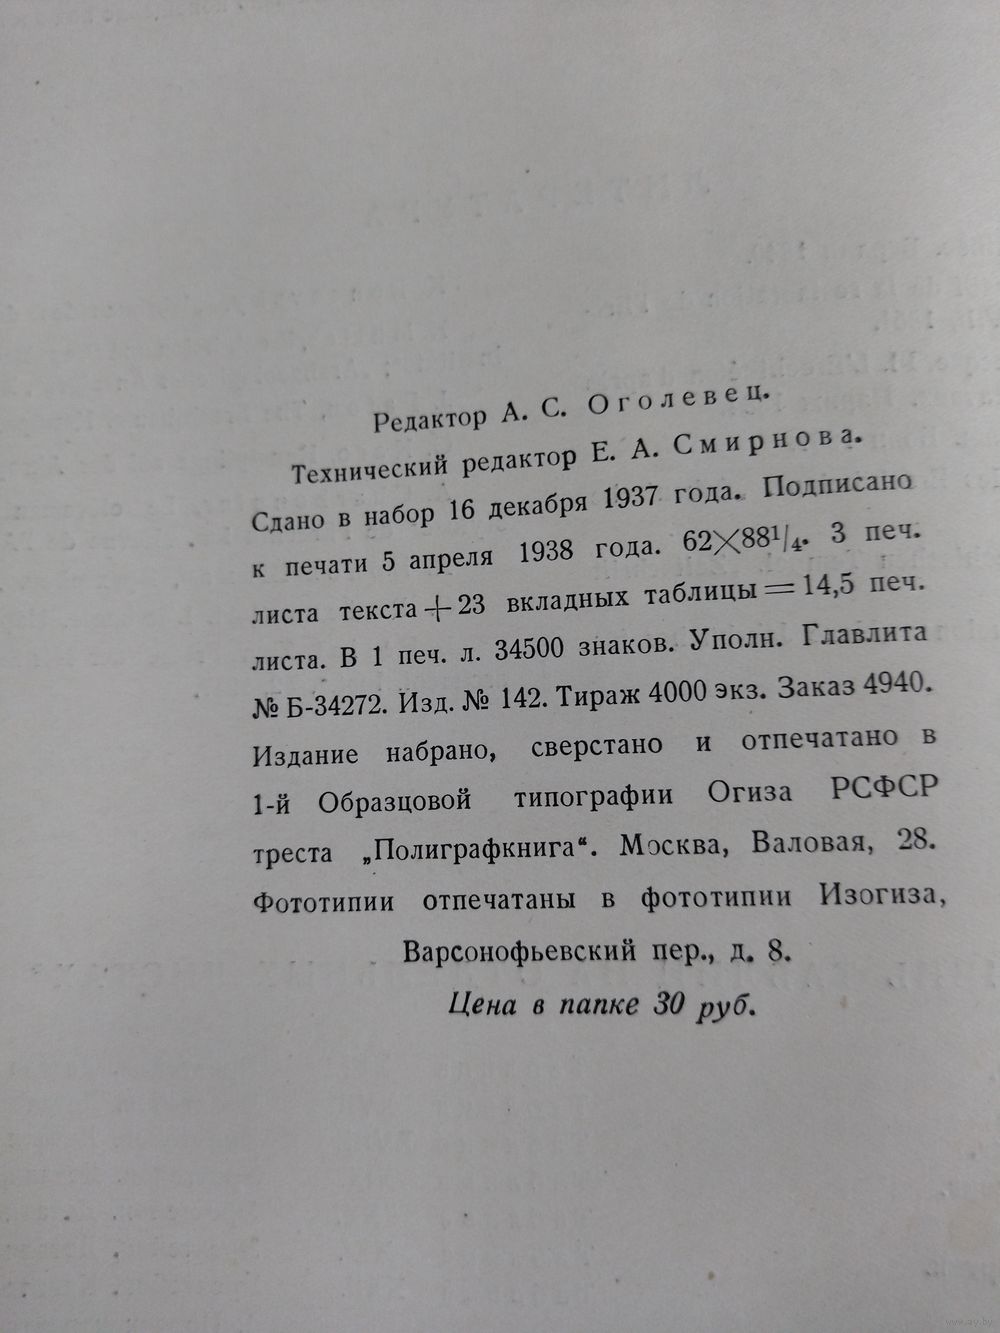 Редактор А. С. Оголевец.
Технический редактор Е. А. Смирнова.
Сдано в набор 16 декабря 1937 года. Подписано
к печати 5 апреля 1938 года. 62×88¹/₄. 3 печ.
листа текста + 23 вкладных таблицы = 14,5 печ.
листа. В 1 печ. л. 34500 знаков. Уполн. Главлита
№ Б-34272. Изд. № 142. Тираж 4000 экз. Заказ 4940.
Издание набрано, сверстано и отпечатано в
1-й Образцовой типографии Огиза РСФСР
треста „Полиграфкнига“. Москва, Валовая, 28.
Фототипии отпечатаны в фототипии Изогиза,
Варсонофьевский пер., д. 8.
Цена в папке 30 руб.
www.ay.by